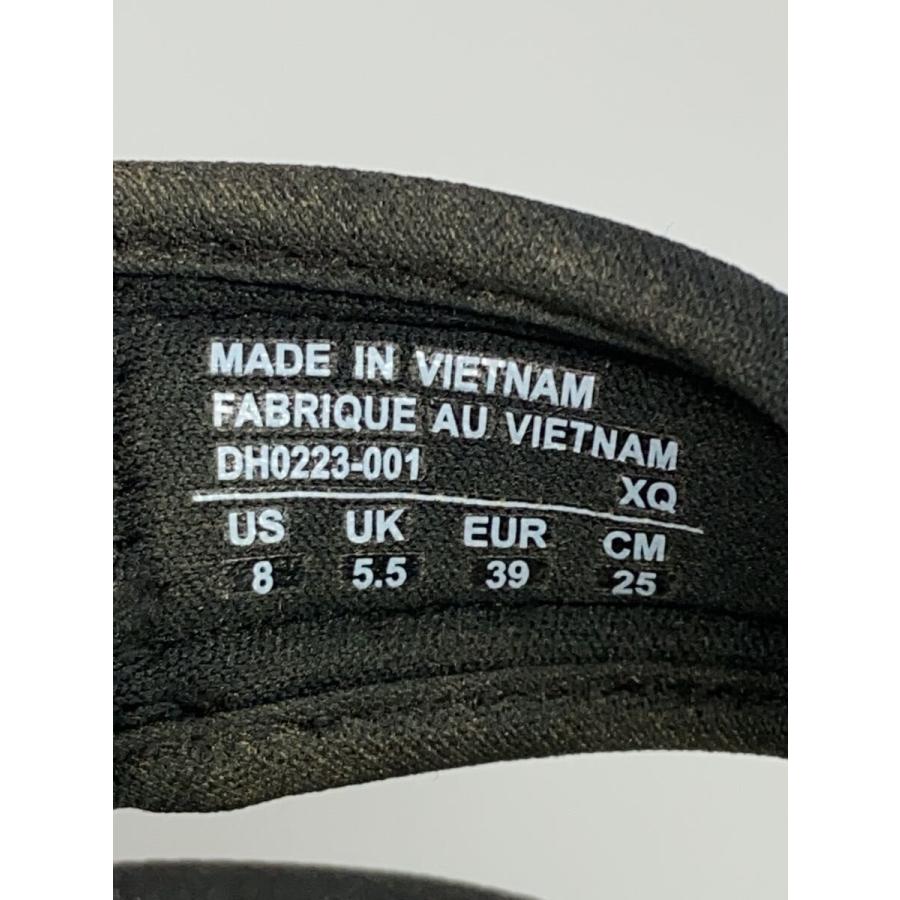 MADE IN VIETNAM
FABRIQUE AU VIETNAM
DH0223-001 XQ
US UK EUR CM
8 5.5 39 25